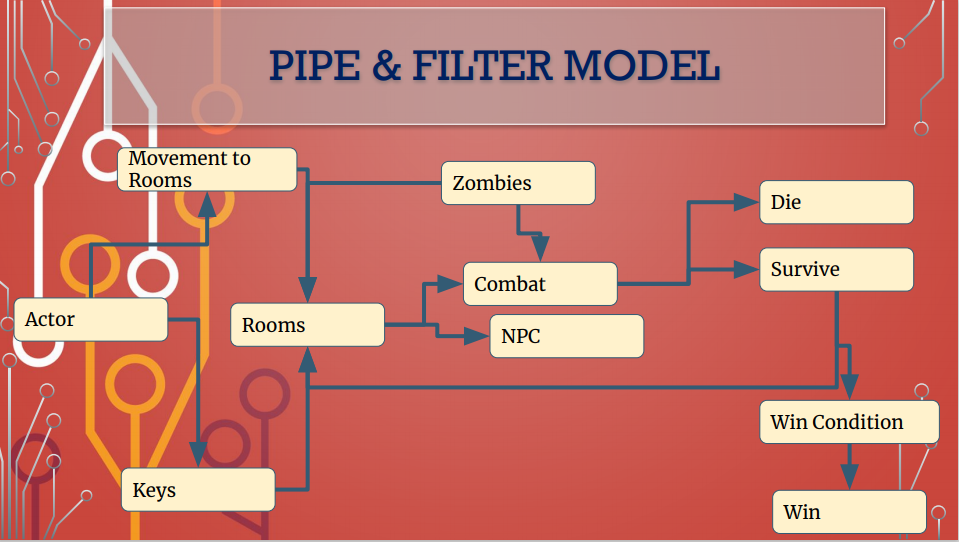 PIPE & FILTER MODEL
Movement to
Rooms
Zombies
Die
Survive
Combat
Actor
Rooms
NPC
Win Condition
Keys
Win